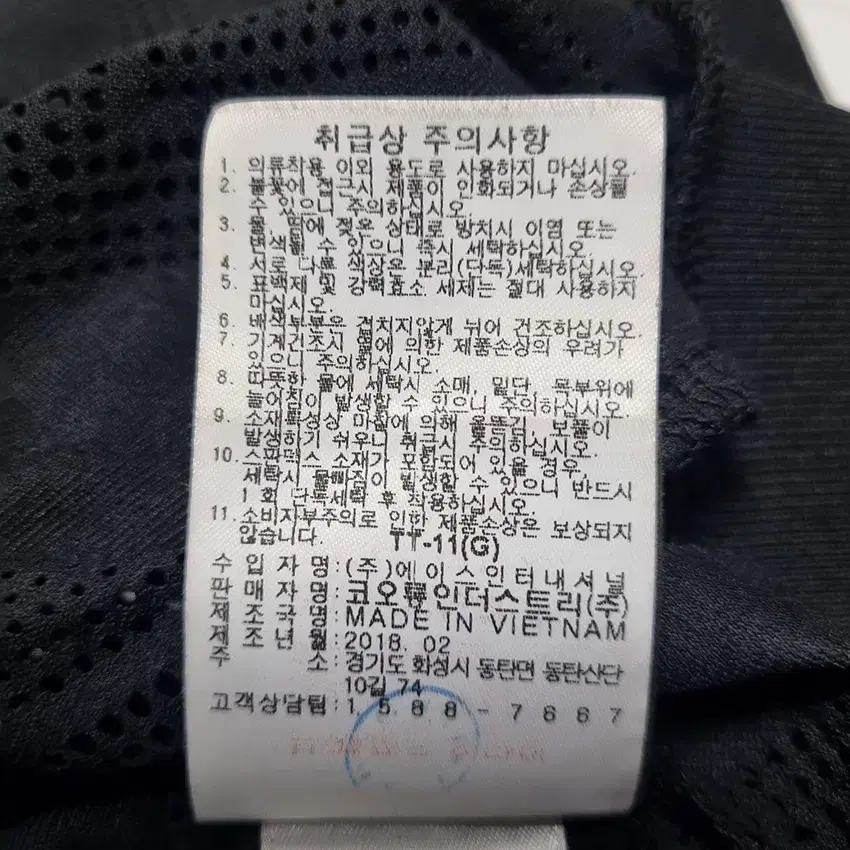 취급상 주의사항
1. 의류착용 이외 용도로 사용하지 마십시오.
2. 불꽃에 접근시 제품이 인화되거나 손상될
수 있으니 주의하십시오.
3. 물, 땀에 젖은 상태로 방치시 이염 또는
변색될 수 있으니 즉시 세탁하십시오.
4. 서로 다른색상은 분리(단독)세탁하십시오.
5. 표백제 및 강력효소 세제는 절대 사용하지
마십시오.
6. 배색부분은 겹치지않게 뉘어 건조하십시오.
7. 기계건조시 열에 의한 제품손상의 우려가
있으니 주의하십시오.
8. 따뜻한 물에 세탁시 소매, 밑단, 목부위에
늘어짐이 발생할 수 있으니 주의하십시오.
9. 소재특성상 마찰에 의해 올뜯김, 보풀이
발생하기 쉬우니 취급시 주의하십시오.
10. 스판덱스 소재가 포함되어 있을 경우,
세탁시 물빠짐이 발생할 수 있으니 반드시
1회 단독세탁 후 착용하십시오.
11. 소비자부주의로 인한 제품손상은 보상되지
않습니다. TT-11(G)
수입자명:(주)에이스인터내셔널
판매자명:코오롱인더스트리(주)
제조국명:MADE IN VIETNAM
제조년월:2018. 02
주소:경기도 화성시 동탄면 동탄산단
10길 74
고객상담팀:1588-7667